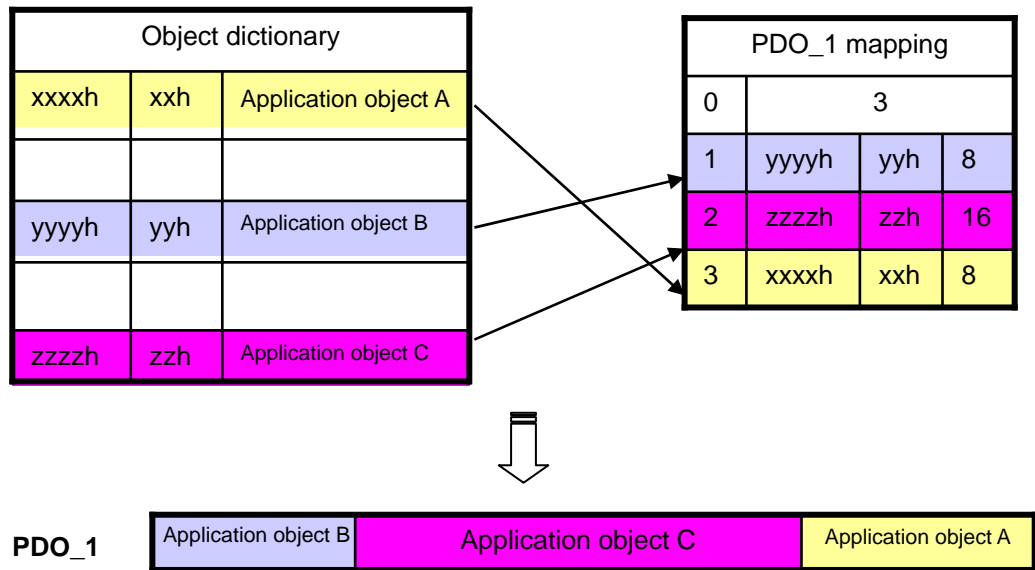 Object dictionary
xxxxh xxh Application object A
yyyyh yyh Application object B
zzzzh zzh Application object C
PDO_1 mapping
0 3
1 yyyyh yyh 8
2 zzzzh zzh 16
3 xxxxh xxh 8
PDO_1 Application object B Application object C Application object A